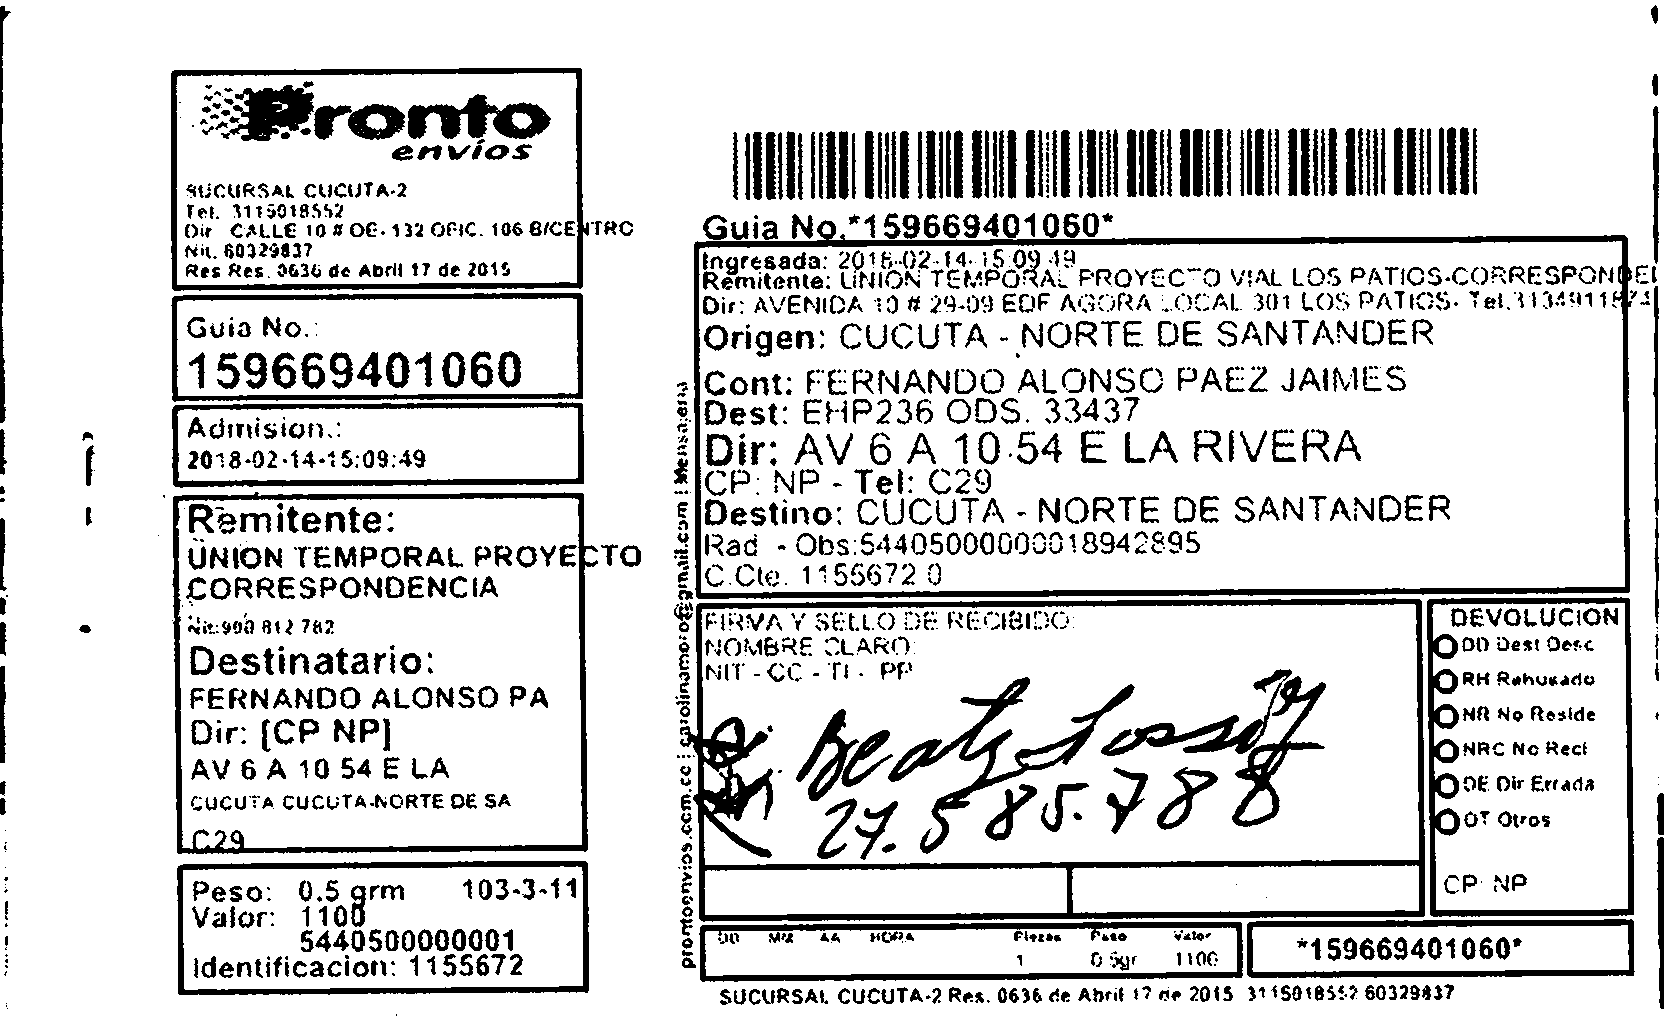 Pronto
envíos
SUCURSAL CUCUTA-2
Tel. 3115018552
Dir CALLE 10 # OE- 132 OFIC. 106 B/CENTRO
Nit. 60329837
Res Res. 0636 de Abril 17 de 2015
Guia No.:
159669401060
Admision.:
2018-02-14-15:09:49
Remitente:
UNION TEMPORAL PROYECTO
CORRESPONDENCIA
Nit:900 812 782
Destinatario:
FERNANDO ALONSO PA
Dir: [CP NP]
AV 6 A 10 54 E LA
CUCUTA CUCUTA-NORTE DE SA
C29
Peso: 0.5 grm 103-3-11
Valor: 1100
5440500000001
Identificacion: 1155672
prontoenvios.com.co | carolinamoro@gmail.com | Mensajeria
Guia No.*159669401060*
Ingresada: 2018-02-14-15 09 49
Remitente: UNION TEMPORAL PROYECTO VIAL LOS PATIOS-CORRESPONDE
Dir: AVENIDA 10 # 29-09 EDF AGORA LOCAL 301 LOS PATIOS- Tel.3134911874
Origen: CUCUTA - NORTE DE SANTANDER
Cont: FERNANDO ALONSO PAEZ JAIMES
Dest: EHP236 ODS. 33437
Dir: AV 6 A 10 54 E LA RIVERA
CP: NP - Tel: C29
Destino: CUCUTA - NORTE DE SANTANDER
Rad - Obs:54405000000018942895
C.Cte. 1155672 0
FIRMA Y SELLO DE RECIBIDO:
NOMBRE CLARO:
NIT - CC - TI - PP
Beatz
27.585.788
DEVOLUCION
DD Dest Desc
RH Rehusado
NR No Reside
NRC No Recl
DE Dir Errada
OT Otros
CP: NP
DD MM AA HORA Piezas Peso Valor
1 0.5gr 1100
*159669401060*
SUCURSAL CUCUTA-2 Res. 0636 de Abril 17 de 2015 3115018552 60329837